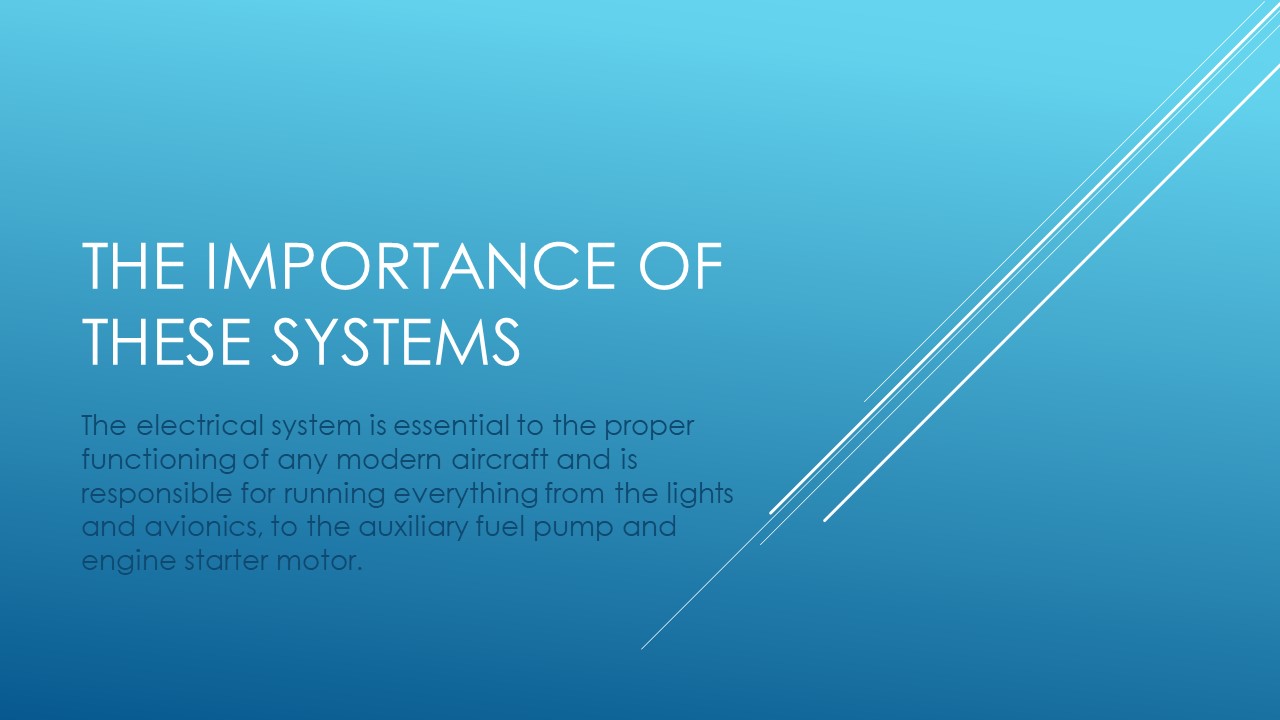 THE IMPORTANCE OF
THESE SYSTEMS
The electrical system is essential to the proper
functioning of any modern aircraft and is
responsible for running everything from the lights
and avionics, to the auxiliary fuel pump and
engine starter motor.